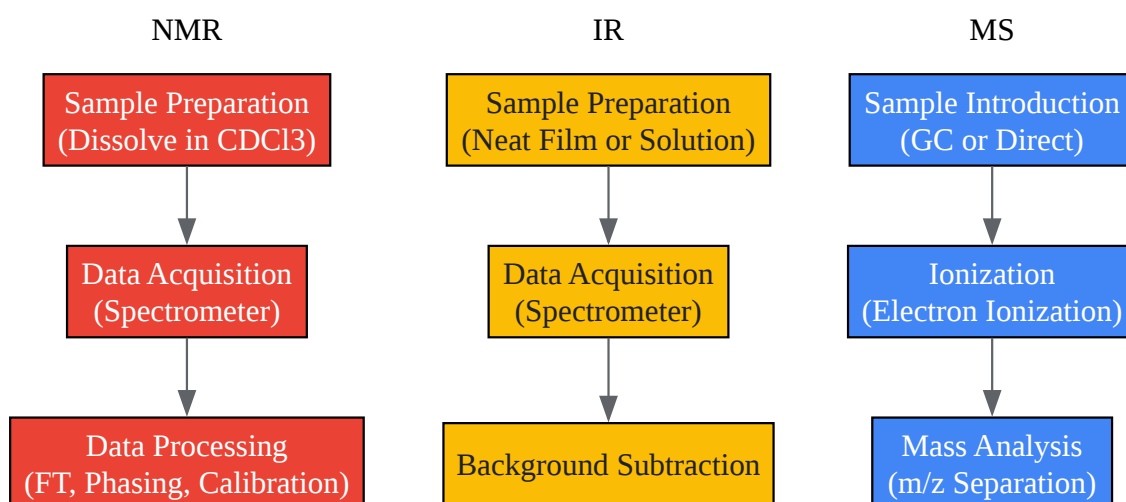 NMR
IR
MS
Sample Preparation
(Dissolve in CDCl3)
Sample Preparation
(Neat Film or Solution)
Sample Introduction
(GC or Direct)
Data Acquisition
(Spectrometer)
Data Acquisition
(Spectrometer)
Ionization
(Electron Ionization)
Data Processing
(FT, Phasing, Calibration)
Background Subtraction
Mass Analysis
(m/z Separation)